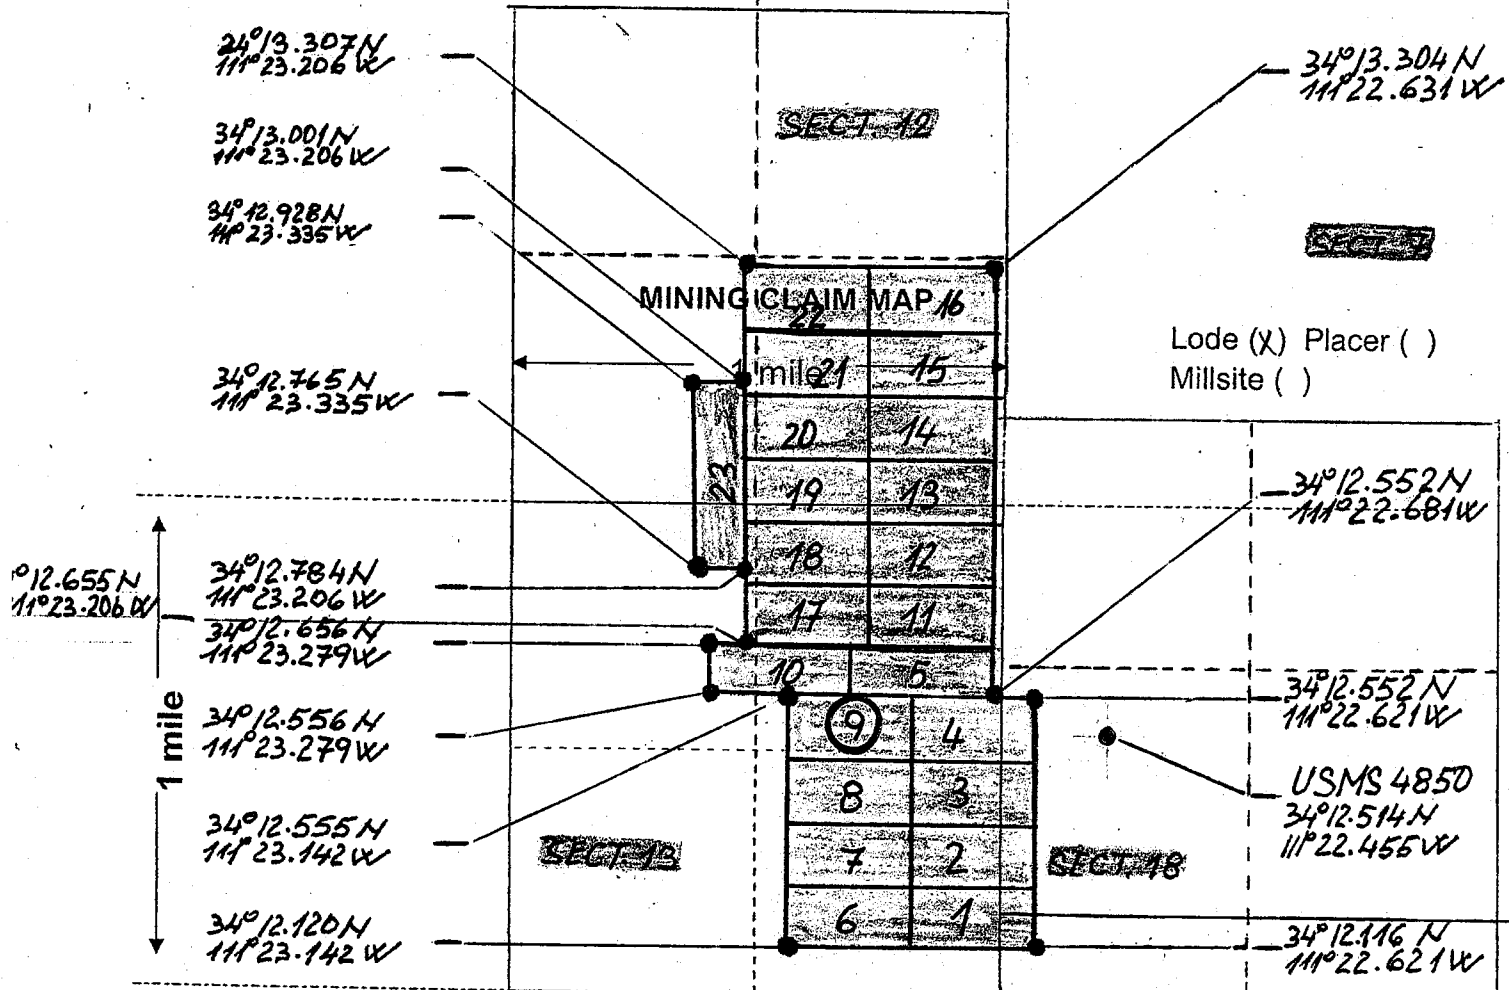 34°13.307N
111°23.206W
34°13.304N
111°22.631W
SECT. 12
34°13.001N
111°23.206W
34°12.928N
111°23.335W
SECT. 7
MINING CLAIM MAP
22
16
Lode (X) Placer ( )
Millsite ( )
1 mile
21
15
34°12.765N
111°23.335W
20
14
23
19
13
34°12.552N
111°22.681W
18
12
°12.655N
11°23.206W
34°12.784N
111°23.206W
17
11
34°12.656N
111°23.279W
10
5
34°12.552N
111°22.621W
1 mile
34°12.556N
111°23.279W
9
4
USMS 4850
34°12.514N
111°22.455W
8
3
34°12.555N
111°23.142W
SECT. 13
7
2
SECT. 18
34°12.120N
111°23.142W
6
1
34°12.116N
111°22.621W